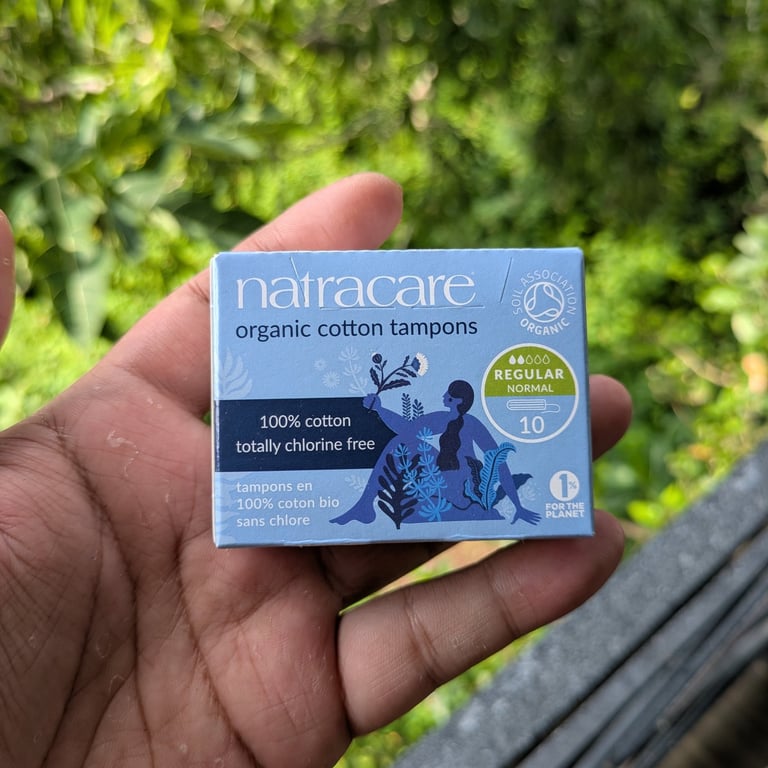 natracare
organic cotton tampons
SOIL ASSOCIATION
ORGANIC
REGULAR
NORMAL
10
100% cotton
totally chlorine free
tampons en
100% coton bio
sans chlore
1%
FOR THE
PLANET